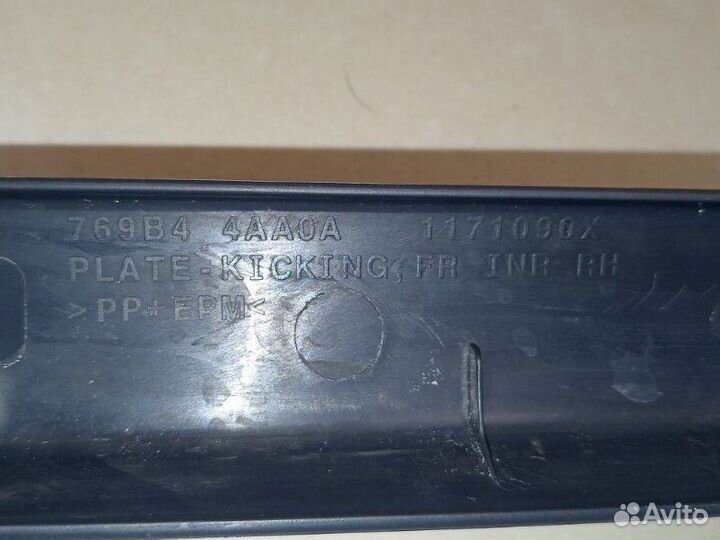 769B4 4AA0A 1171090X
PLATE-KICKING, FR INR RH
>PP+EPM<
Avito